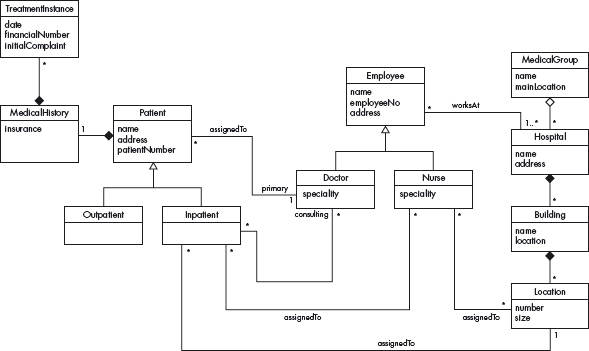 TreatmentInstance
date
financialNumber
initialComplaint
*
MedicalHistory
insurance
1
Patient
name
address
patientNumber
*
assignedTo
primary
1
Employee
name
employeeNo
address
*
worksAt
1..*
MedicalGroup
name
mainLocation
*
Hospital
name
address
*
Doctor
speciality
consulting
*
Nurse
speciality
*
*
Building
name
location
*
Outpatient
Inpatient
*
*
*
assignedTo
Location
number
size
*
assignedTo
1
assignedTo